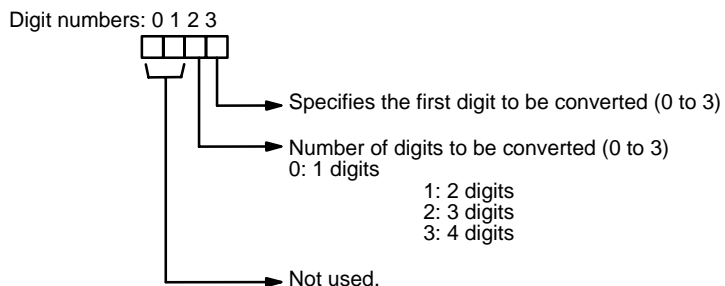 Digit numbers: 0 1 2 3
Specifies the first digit to be converted (0 to 3)
Number of digits to be converted (0 to 3)
0: 1 digits
1: 2 digits
2: 3 digits
3: 4 digits
Not used.